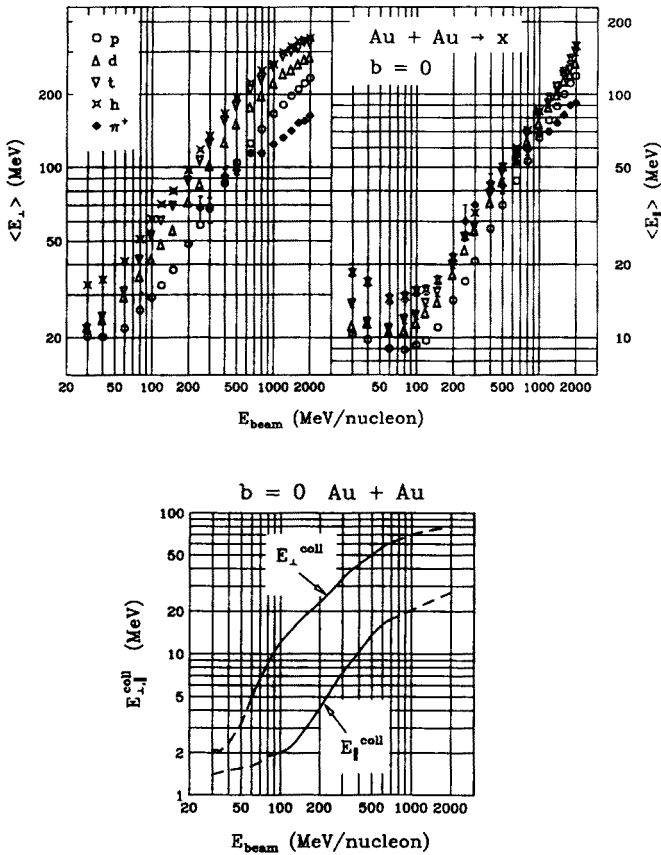 p
d
t
h
π⁺
Au + Au → x
b = 0
200
100
50
20
<E⊥> (MeV)
200
100
50
20
10
<E∥> (MeV)
20 50 100 200 500 1000 2000 50 100 200 500 1000 2000
E_beam (MeV/nucleon)
b = 0 Au + Au
100
50
20
10
5
2
1
E⊥,∥^coll (MeV)
E⊥^coll
E∥^coll
20 50 100 200 500 1000 2000
E_beam (MeV/nucleon)